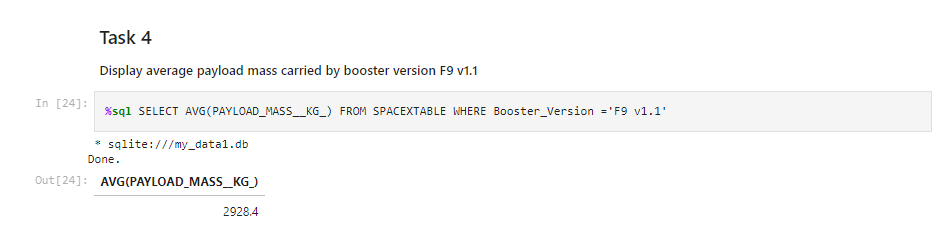 Task 4
Display average payload mass carried by booster version F9 v1.1
In [24]: %sql SELECT AVG(PAYLOAD_MASS__KG_) FROM SPACEXTABLE WHERE Booster_Version ='F9 v1.1'
* sqlite:///my_data1.db
Done.
Out[24]: AVG(PAYLOAD_MASS__KG_)
2928.4